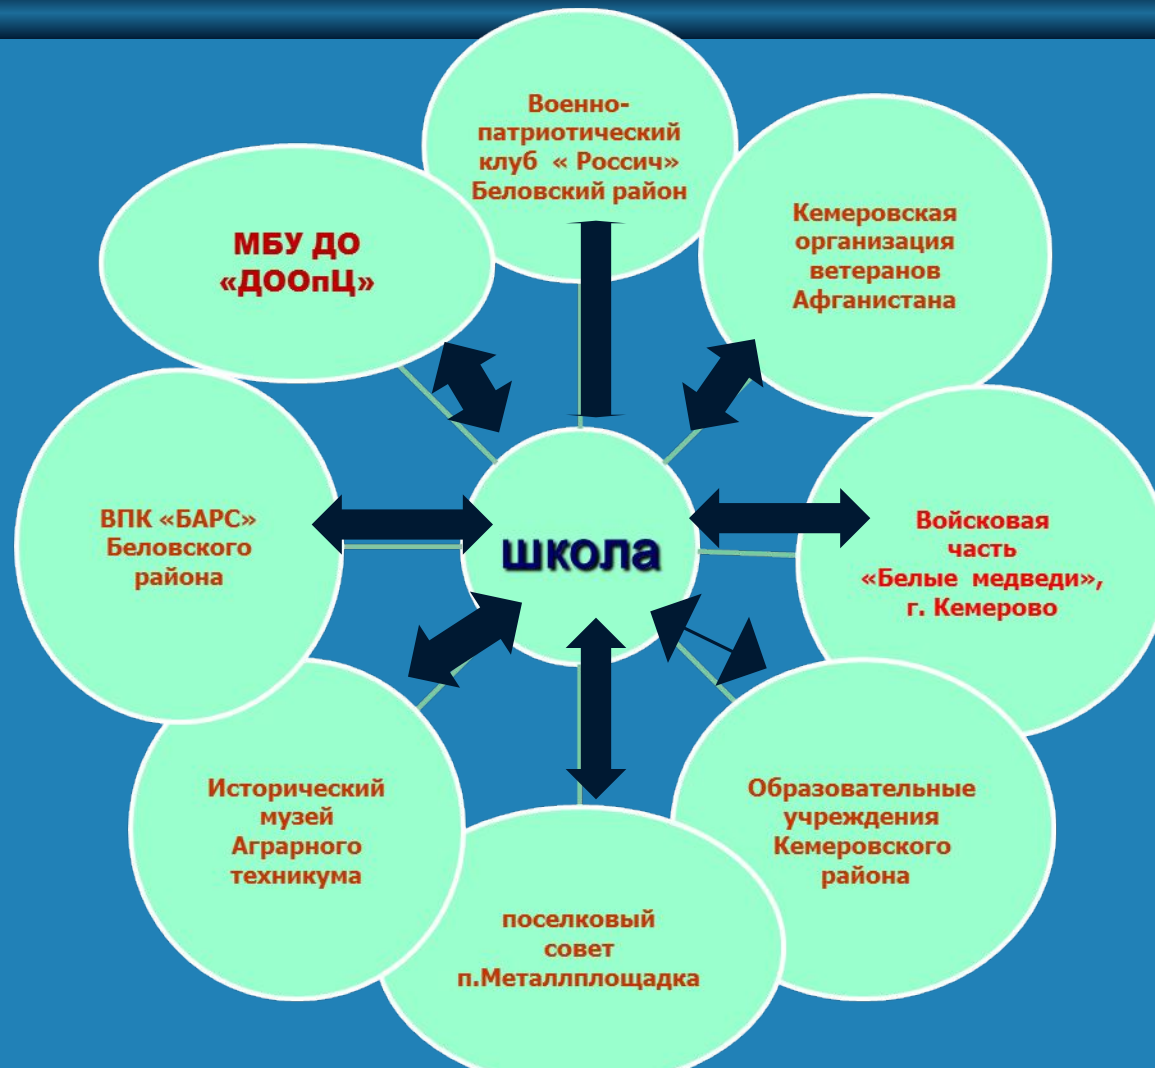 Военно-
патриотический
клуб « Россич»
Беловский район
Кемеровская
организация
ветеранов
Афганистана
Войсковая
часть
«Белые медведи»,
г. Кемерово
Образовательные
учреждения
Кемеровского
района
поселковый
совет
п.Металлплощадка
Исторический
музей
Аграрного
техникума
ВПК «БАРС»
Беловского
района
МБУ ДО
«ДООпЦ»
школа